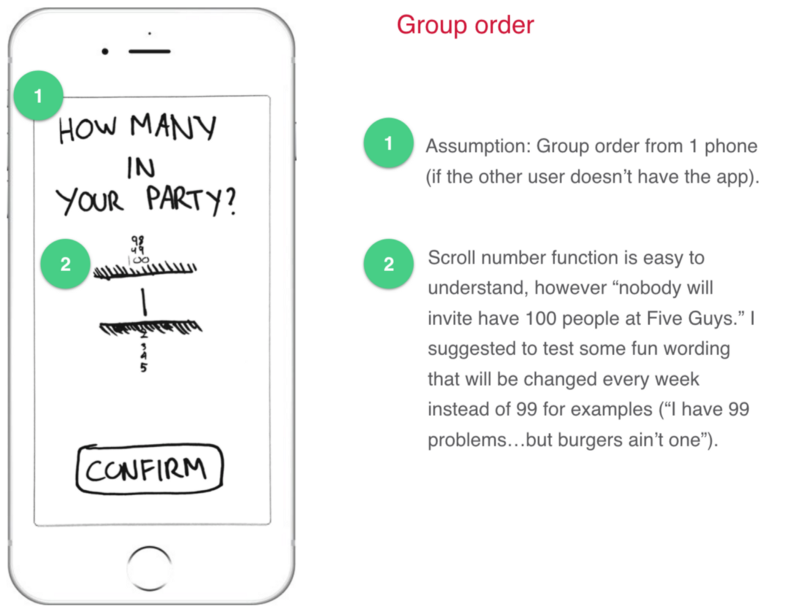 1
HOW MANY
IN
YOUR PARTY?
2
98
99
100
1
2
3
4
5
CONFIRM
Group order
1
Assumption: Group order from 1 phone
(if the other user doesn’t have the app).
2
Scroll number function is easy to
understand, however “nobody will
invite have 100 people at Five Guys.” I
suggested to test some fun wording
that will be changed every week
instead of 99 for examples (“I have 99
problems…but burgers ain’t one”).